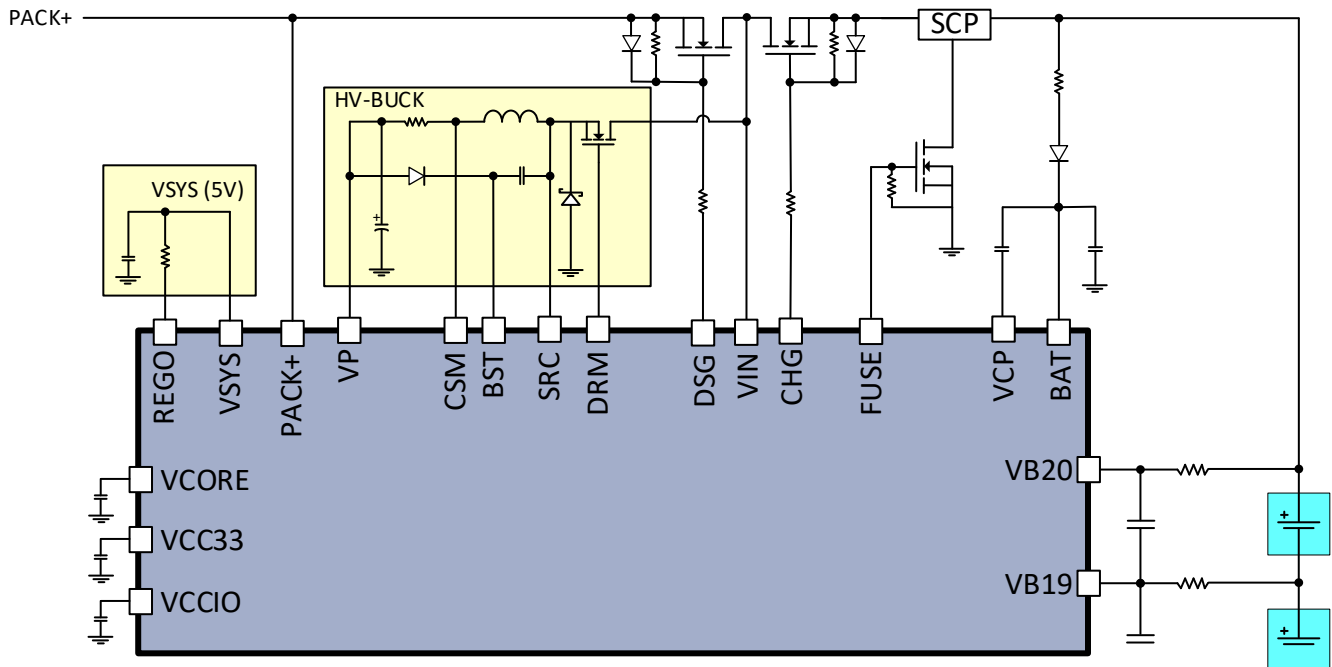 PACK+
SCP
HV-BUCK
VSYS (5V)
REGO
VSYS
PACK+
VP
CSM
BST
SRC
DRM
DSG
VIN
CHG
FUSE
VCP
BAT
VCORE
VCC33
VCCIO
VB20
VB19
+
+
+